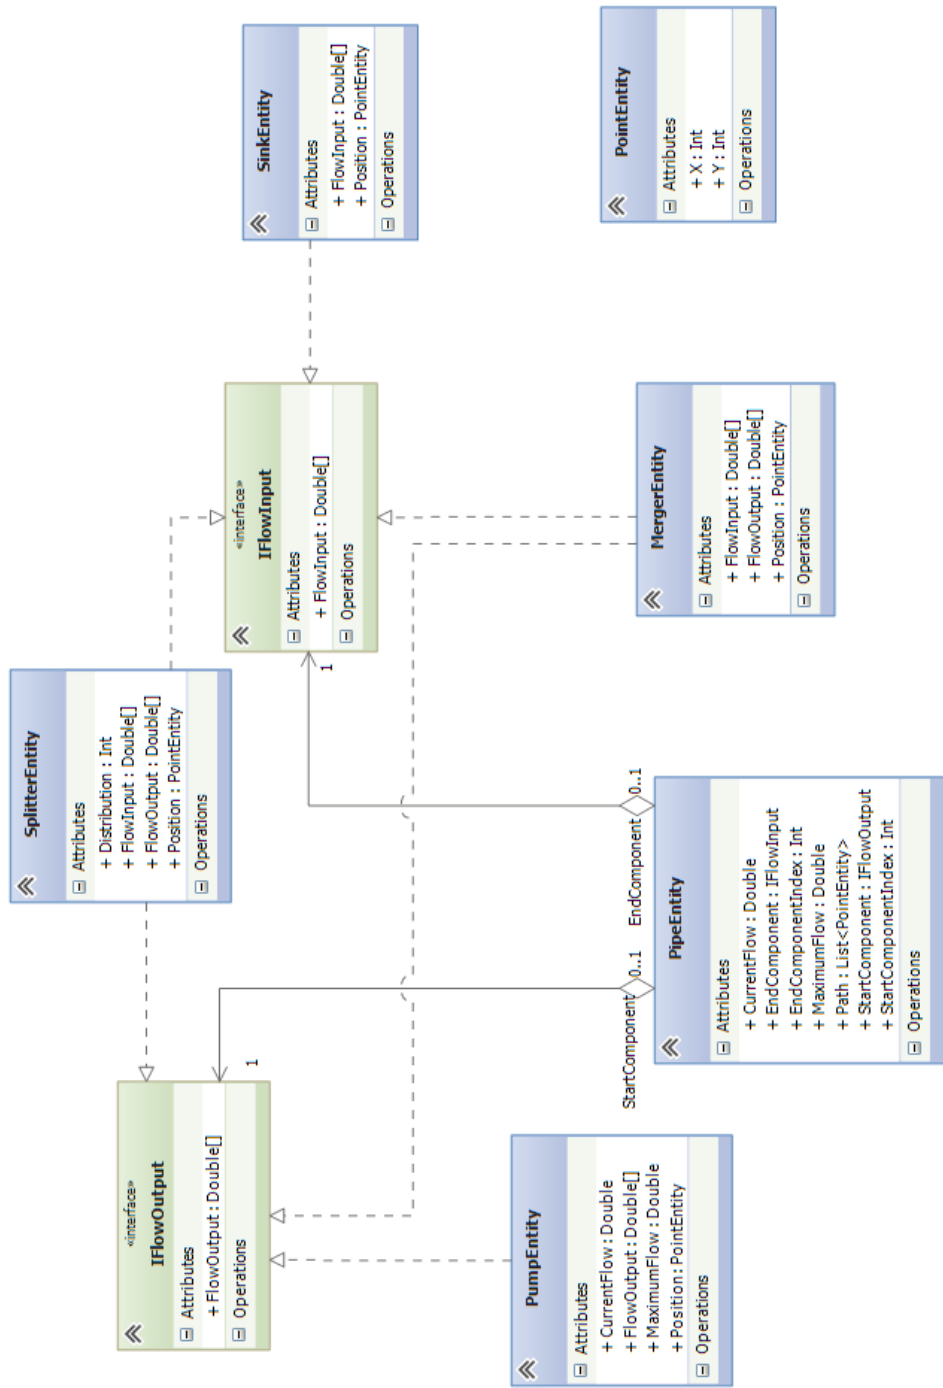 «interface»
IFlowOutput
Attributes
+ FlowOutput : Double[]
Operations
SplitterEntity
Attributes
+ Distribution : Int
+ FlowInput : Double[]
+ FlowOutput : Double[]
+ Position : PointEntity
Operations
«interface»
IFlowInput
Attributes
+ FlowInput : Double[]
Operations
SinkEntity
Attributes
+ FlowInput : Double[]
+ Position : PointEntity
Operations
1
1
PumpEntity
Attributes
+ CurrentFlow : Double
+ FlowOutput : Double[]
+ MaximumFlow : Double
+ Position : PointEntity
Operations
StartComponent
0..1
EndComponent
0..1
PipeEntity
Attributes
+ CurrentFlow : Double
+ EndComponent : IFlowInput
+ EndComponentIndex : Int
+ MaximumFlow : Double
+ Path : List<PointEntity>
+ StartComponent : IFlowOutput
+ StartComponentIndex : Int
Operations
MergerEntity
Attributes
+ FlowInput : Double[]
+ FlowOutput : Double[]
+ Position : PointEntity
Operations
PointEntity
Attributes
+ X : Int
+ Y : Int
Operations